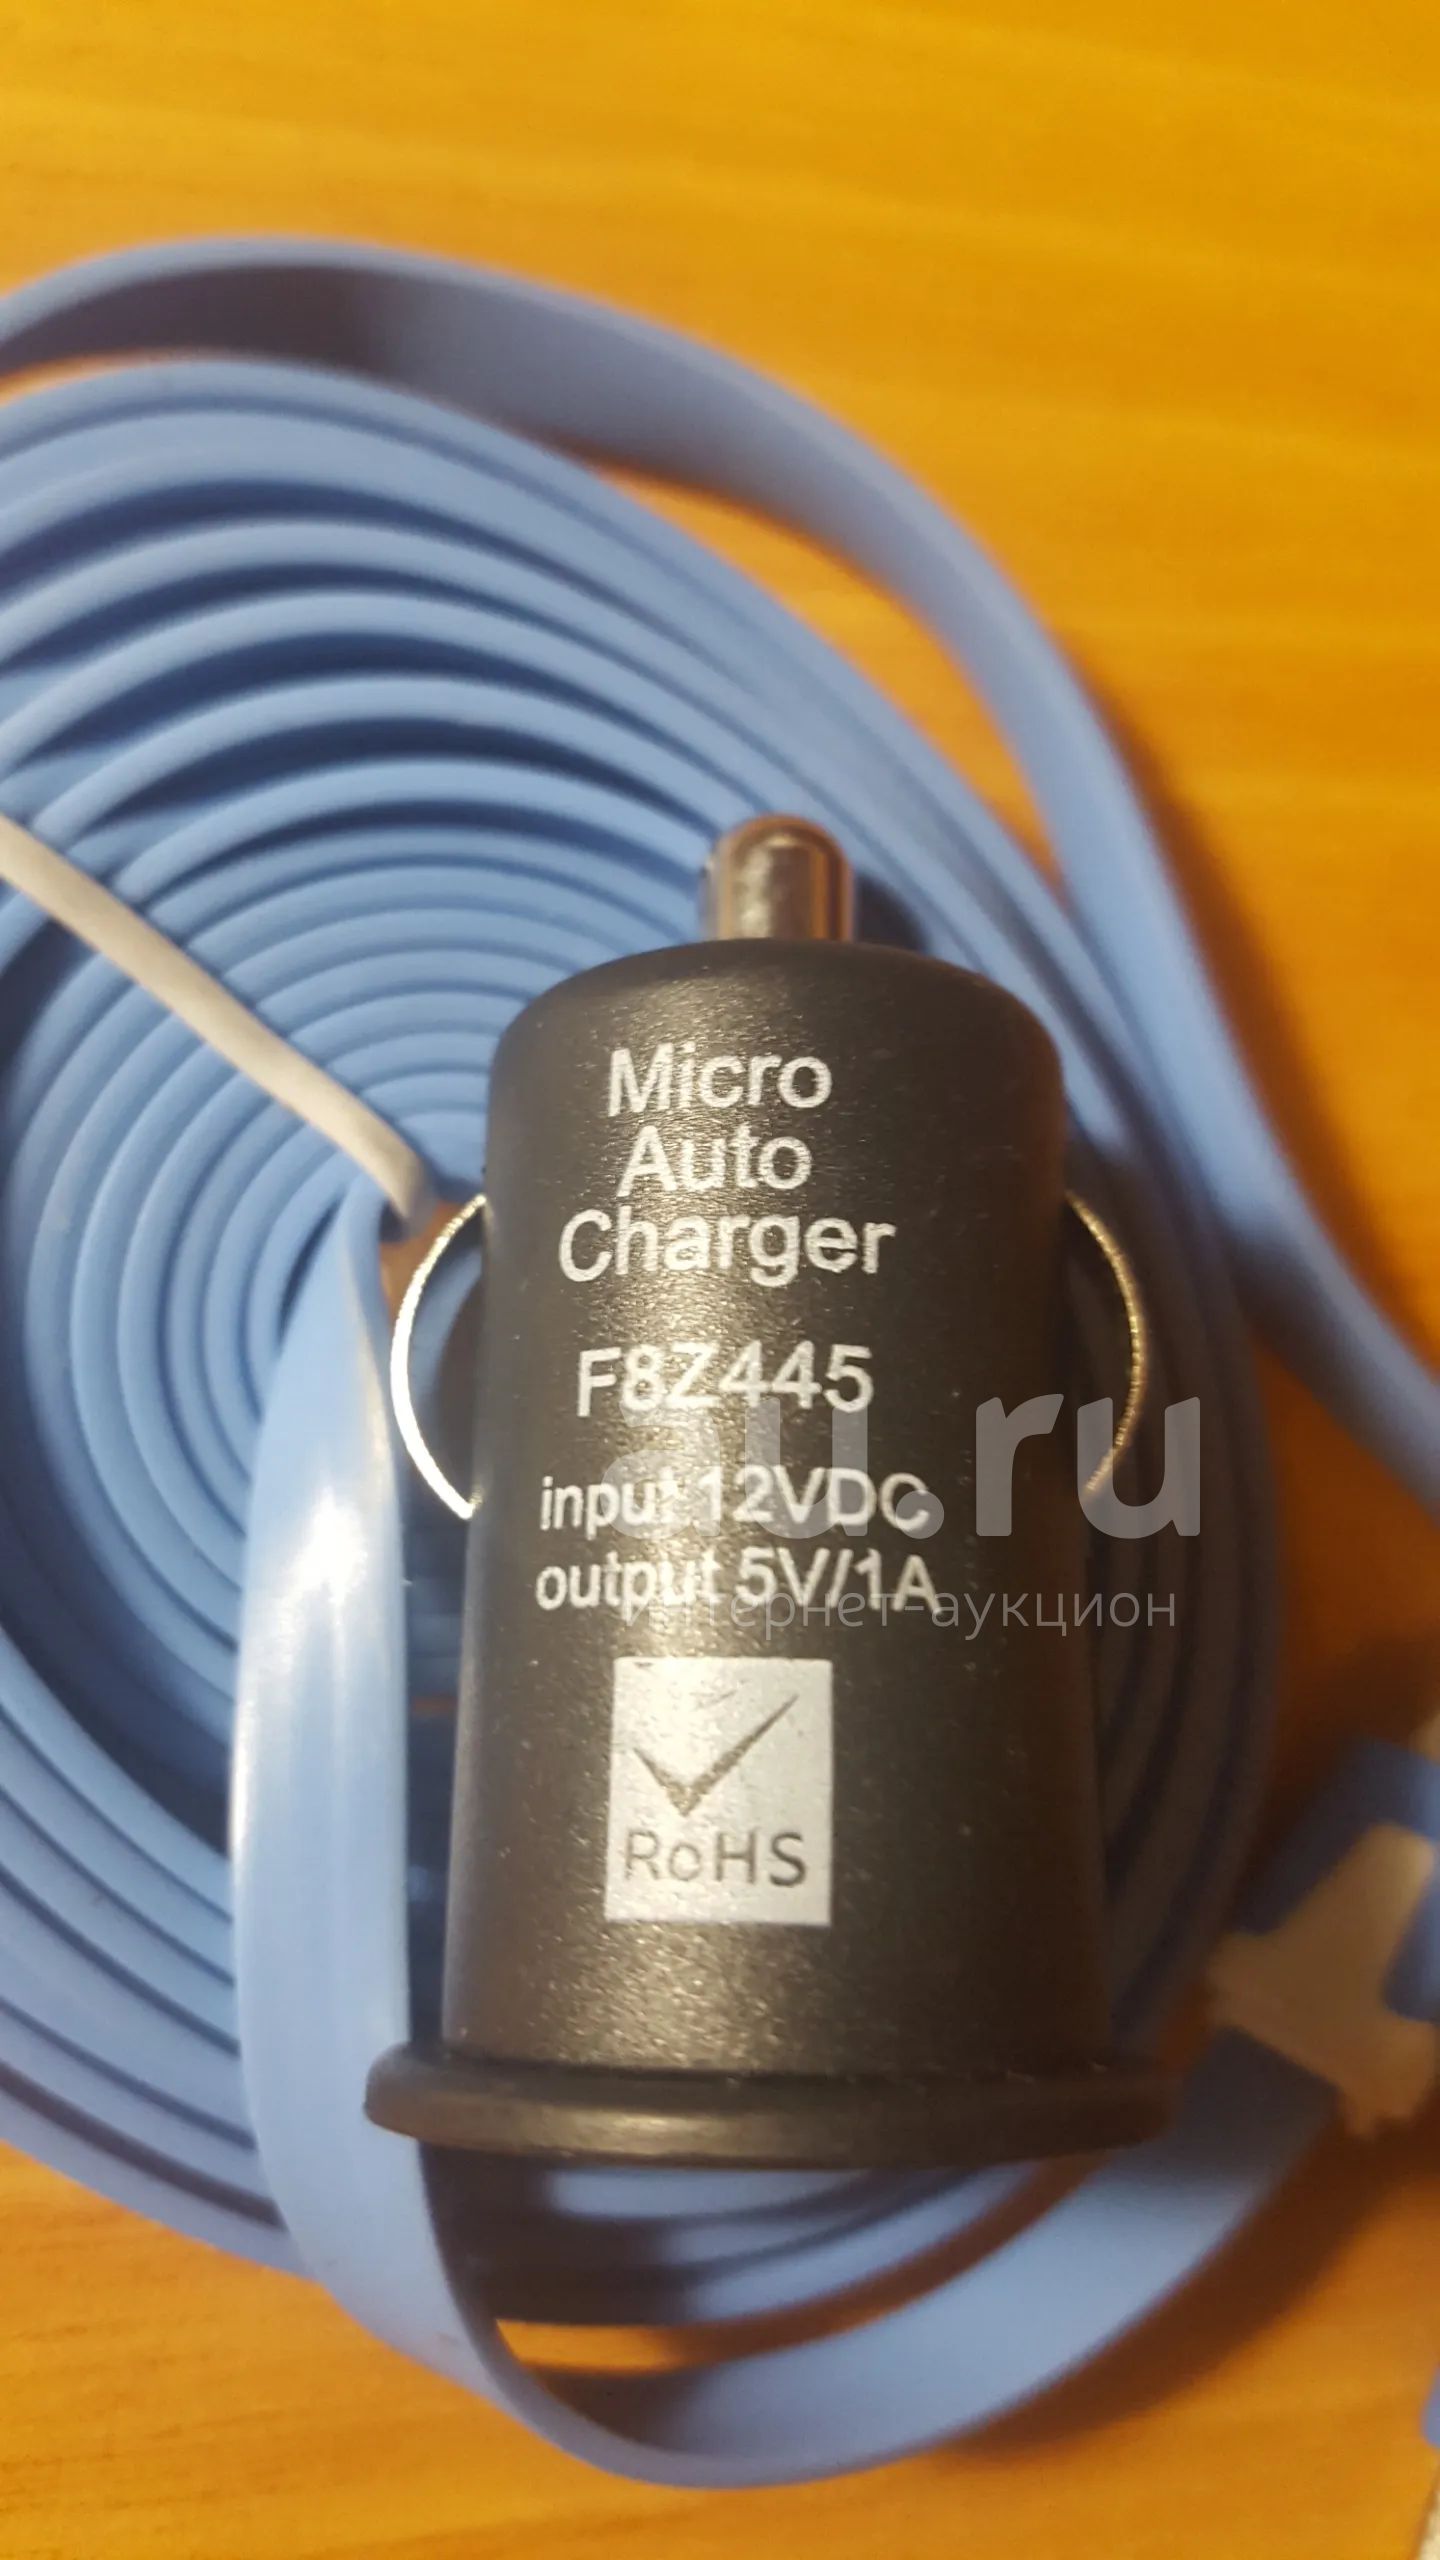 Micro
Auto
Charger
F8Z445
au.ru
input 12VDC
output 5V/1A
интернет-аукцион
RoHS